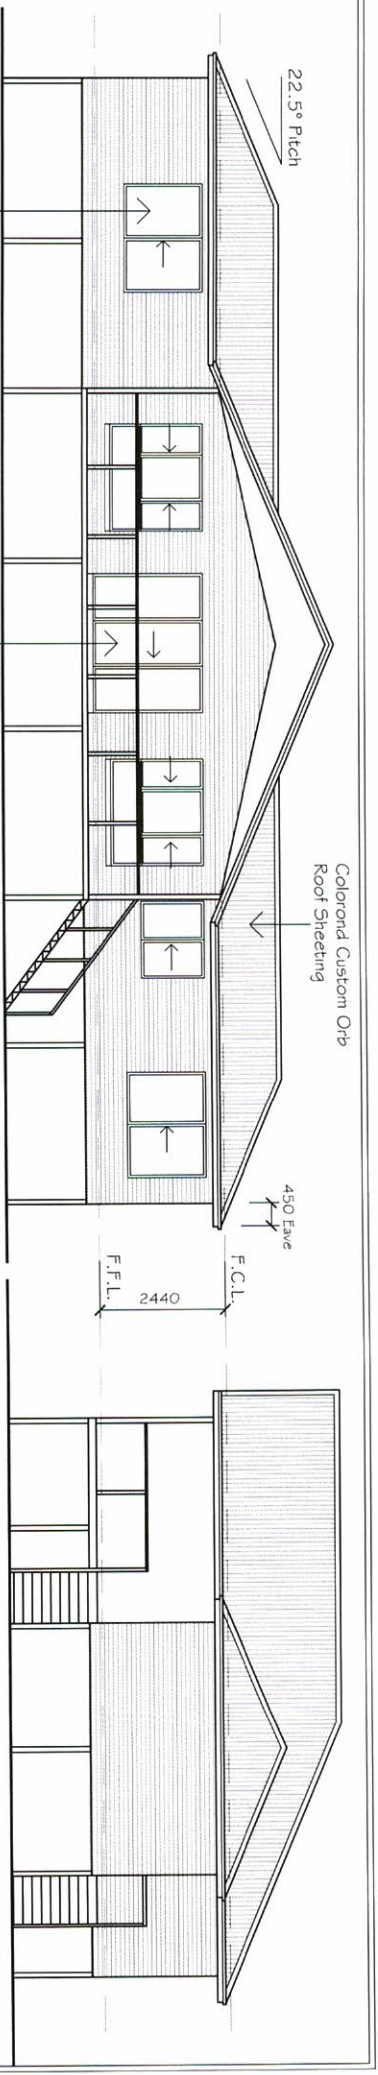 22.5° Pitch
Colorond Custom Orb
Roof Sheeting
450 Eave
F.C.L.
2440
F.F.L.